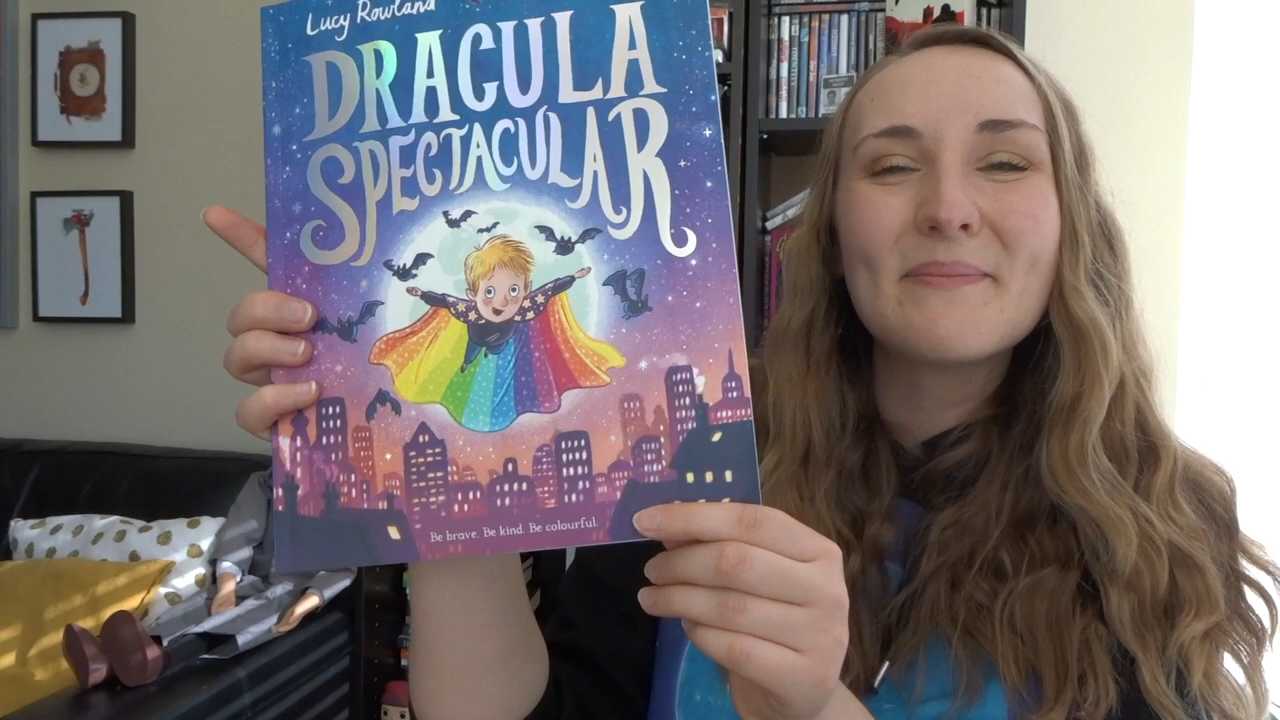 Lucy Rowland
DRACULA
SPECTACULAR
Be brave. Be kind. Be colourful.